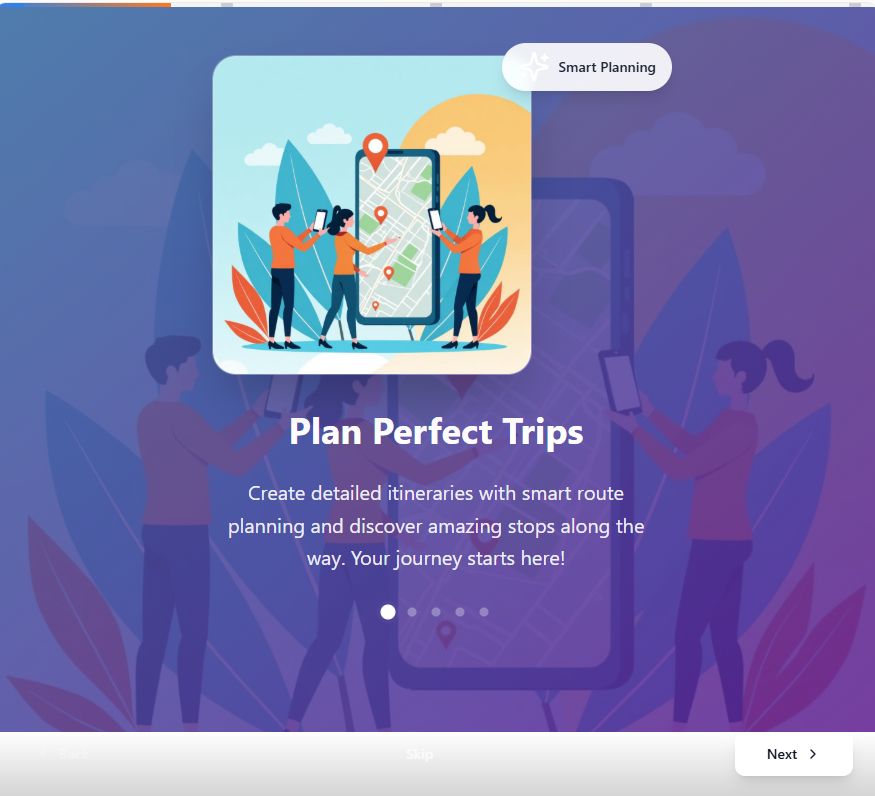 Smart Planning
Plan Perfect Trips
Create detailed itineraries with smart route
planning and discover amazing stops along the
way. Your journey starts here!
Back
Skip
Next